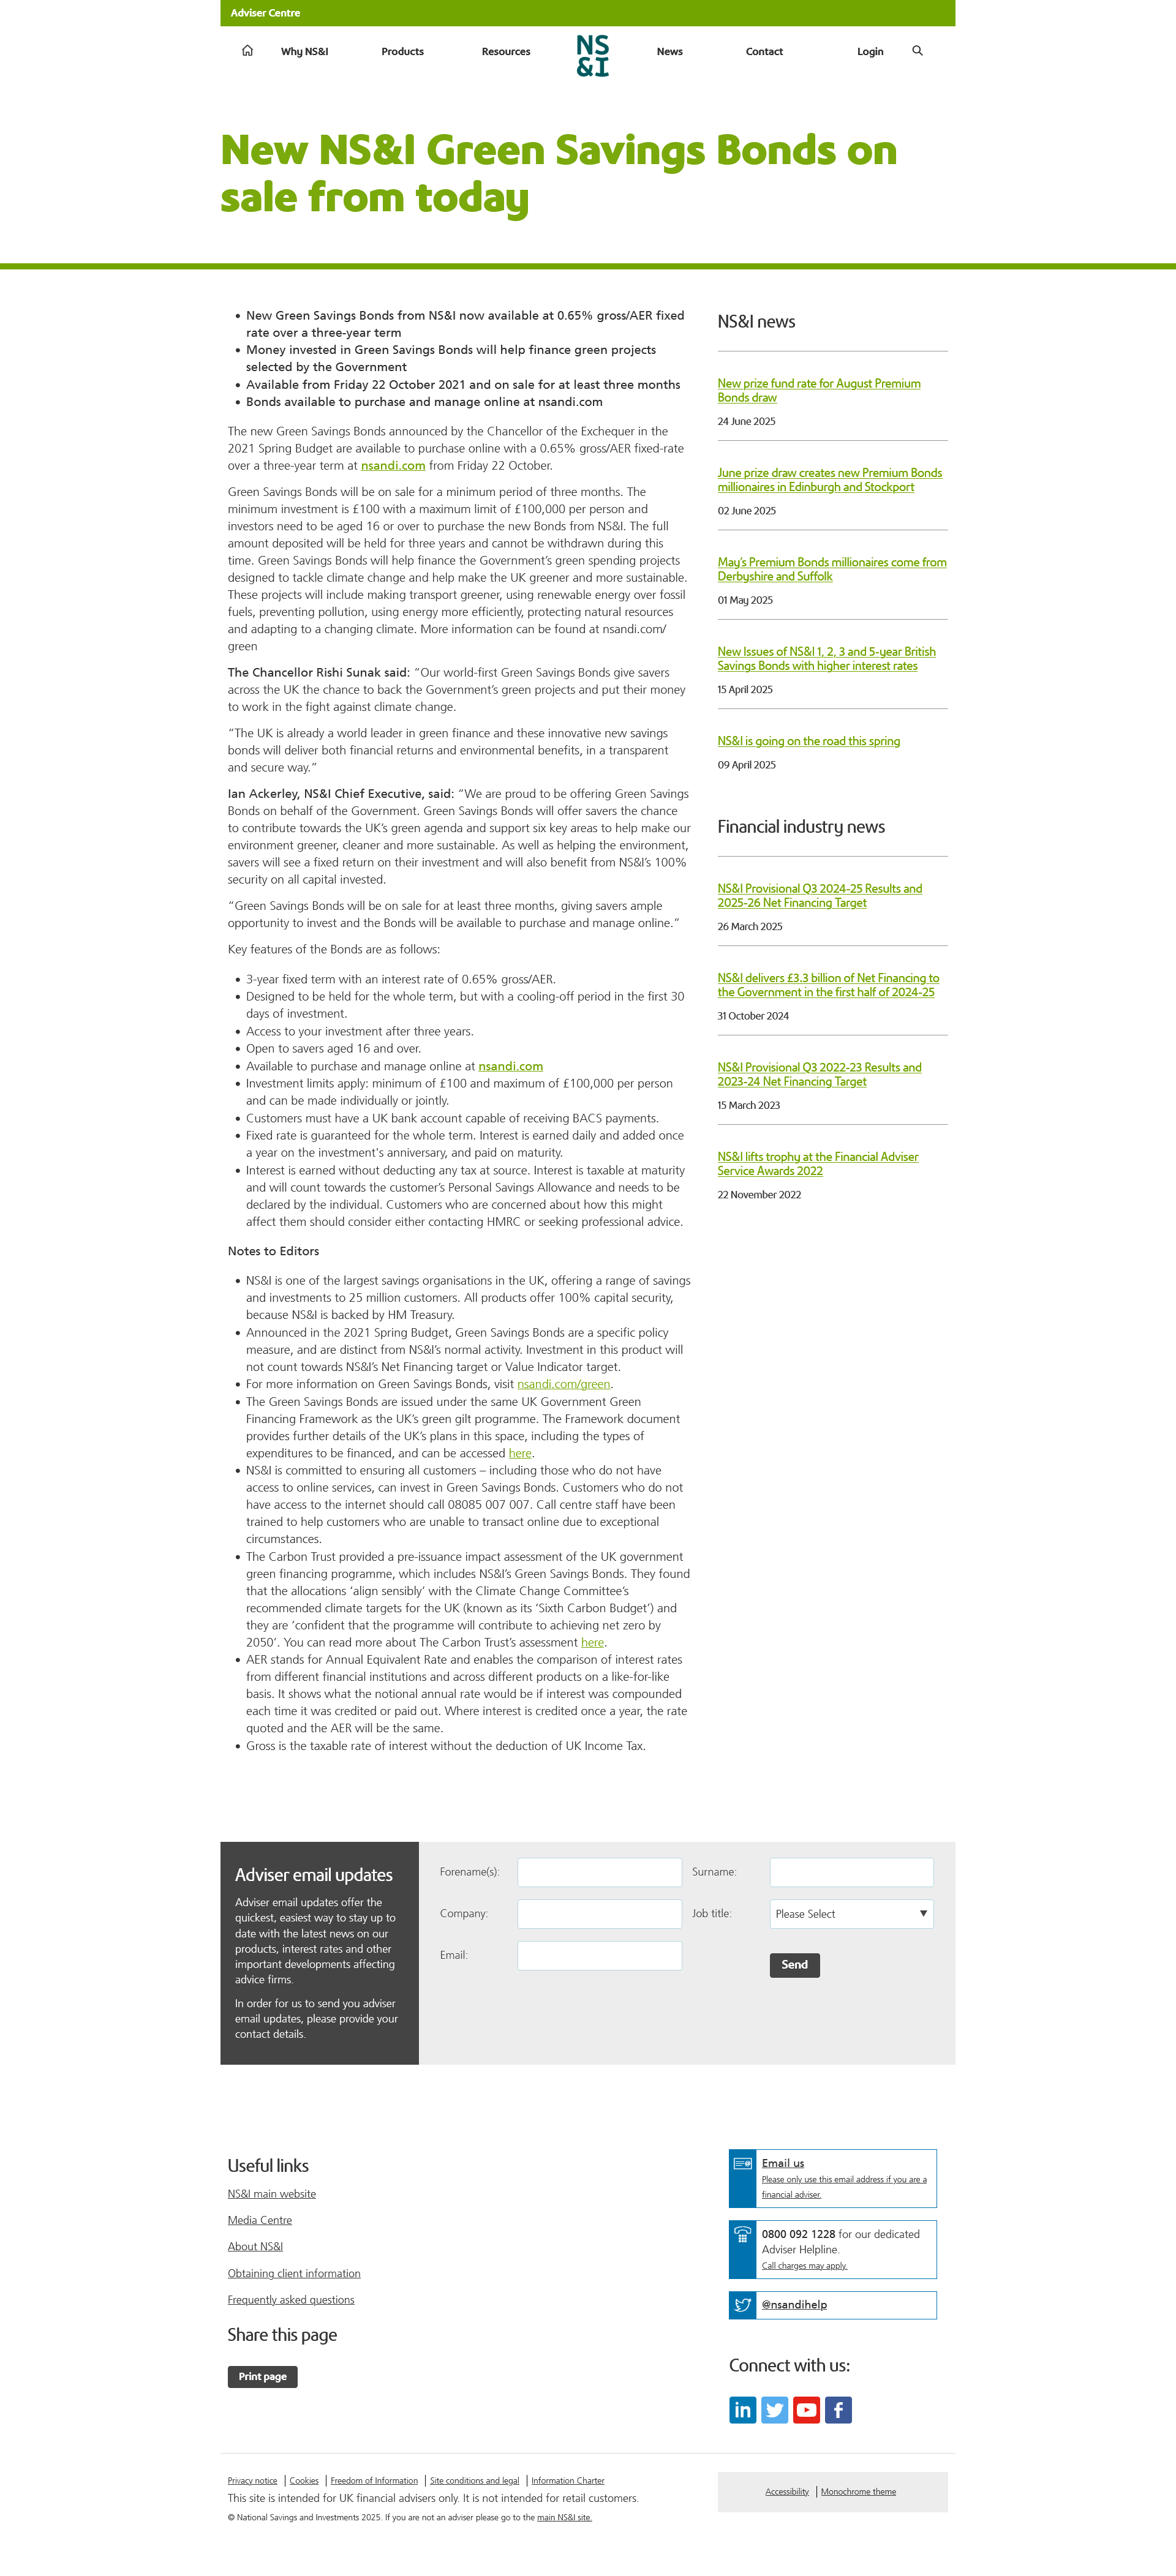 Adviser Centre
Why NS&I
Products
Resources
NS
&I
News
Contact
Login
New NS&I Green Savings Bonds on
sale from today
• New Green Savings Bonds from NS&I now available at 0.65% gross/AER fixed
rate over a three-year term
• Money invested in Green Savings Bonds will help finance green projects
selected by the Government
• Available from Friday 22 October 2021 and on sale for at least three months
• Bonds available to purchase and manage online at nsandi.com
The new Green Savings Bonds announced by the Chancellor of the Exchequer in the
2021 Spring Budget are available to purchase online with a 0.65% gross/AER fixed-rate
over a three-year term at nsandi.com from Friday 22 October.
Green Savings Bonds will be on sale for a minimum period of three months. The
minimum investment is £100 with a maximum limit of £100,000 per person and
investors need to be aged 16 or over to purchase the new Bonds from NS&I. The full
amount deposited will be held for three years and cannot be withdrawn during this
time. Green Savings Bonds will help finance the Government’s green spending projects
designed to tackle climate change and help make the UK greener and more sustainable.
These projects will include making transport greener, using renewable energy over fossil
fuels, preventing pollution, using energy more efficiently, protecting natural resources
and adapting to a changing climate. More information can be found at nsandi.com/
green
The Chancellor Rishi Sunak said: “Our world-first Green Savings Bonds give savers
across the UK the chance to back the Government’s green projects and put their money
to work in the fight against climate change.
“The UK is already a world leader in green finance and these innovative new savings
bonds will deliver both financial returns and environmental benefits, in a transparent
and secure way.”
Ian Ackerley, NS&I Chief Executive, said: “We are proud to be offering Green Savings
Bonds on behalf of the Government. Green Savings Bonds will offer savers the chance
to contribute towards the UK’s green agenda and support six key areas to help make our
environment greener, cleaner and more sustainable. As well as helping the environment,
savers will see a fixed return on their investment and will also benefit from NS&I’s 100%
security on all capital invested.
“Green Savings Bonds will be on sale for at least three months, giving savers ample
opportunity to invest and the Bonds will be available to purchase and manage online.”
Key features of the Bonds are as follows:
• 3-year fixed term with an interest rate of 0.65% gross/AER.
• Designed to be held for the whole term, but with a cooling-off period in the first 30
days of investment.
• Access to your investment after three years.
• Open to savers aged 16 and over.
• Available to purchase and manage online at nsandi.com
• Investment limits apply: minimum of £100 and maximum of £100,000 per person
and can be made individually or jointly.
• Customers must have a UK bank account capable of receiving BACS payments.
• Fixed rate is guaranteed for the whole term. Interest is earned daily and added once
a year on the investment's anniversary, and paid on maturity.
• Interest is earned without deducting any tax at source. Interest is taxable at maturity
and will count towards the customer’s Personal Savings Allowance and needs to be
declared by the individual. Customers who are concerned about how this might
affect them should consider either contacting HMRC or seeking professional advice.
Notes to Editors
• NS&I is one of the largest savings organisations in the UK, offering a range of savings
and investments to 25 million customers. All products offer 100% capital security,
because NS&I is backed by HM Treasury.
• Announced in the 2021 Spring Budget, Green Savings Bonds are a specific policy
measure, and are distinct from NS&I’s normal activity. Investment in this product will
not count towards NS&I’s Net Financing target or Value Indicator target.
• For more information on Green Savings Bonds, visit nsandi.com/green.
• The Green Savings Bonds are issued under the same UK Government Green
Financing Framework as the UK’s green gilt programme. The Framework document
provides further details of the UK’s plans in this space, including the types of
expenditures to be financed, and can be accessed here.
• NS&I is committed to ensuring all customers – including those who do not have
access to online services, can invest in Green Savings Bonds. Customers who do not
have access to the internet should call 08085 007 007. Call centre staff have been
trained to help customers who are unable to transact online due to exceptional
circumstances.
• The Carbon Trust provided a pre-issuance impact assessment of the UK government
green financing programme, which includes NS&I’s Green Savings Bonds. They found
that the allocations ‘align sensibly’ with the Climate Change Committee’s
recommended climate targets for the UK (known as its ‘Sixth Carbon Budget’) and
they are ‘confident that the programme will contribute to achieving net zero by
2050’. You can read more about The Carbon Trust’s assessment here.
• AER stands for Annual Equivalent Rate and enables the comparison of interest rates
from different financial institutions and across different products on a like-for-like
basis. It shows what the notional annual rate would be if interest was compounded
each time it was credited or paid out. Where interest is credited once a year, the rate
quoted and the AER will be the same.
• Gross is the taxable rate of interest without the deduction of UK Income Tax.
NS&I news
New prize fund rate for August Premium
Bonds draw
24 June 2025
June prize draw creates new Premium Bonds
millionaires in Edinburgh and Stockport
02 June 2025
May’s Premium Bonds millionaires come from
Derbyshire and Suffolk
01 May 2025
New Issues of NS&I 1, 2, 3 and 5-year British
Savings Bonds with higher interest rates
15 April 2025
NS&I is going on the road this spring
09 April 2025
Financial industry news
NS&I Provisional Q3 2024-25 Results and
2025-26 Net Financing Target
26 March 2025
NS&I delivers £3.3 billion of Net Financing to
the Government in the first half of 2024-25
31 October 2024
NS&I Provisional Q3 2022-23 Results and
2023-24 Net Financing Target
15 March 2023
NS&I lifts trophy at the Financial Adviser
Service Awards 2022
22 November 2022
Adviser email updates
Adviser email updates offer the
quickest, easiest way to stay up to
date with the latest news on our
products, interest rates and other
important developments affecting
advice firms.
In order for us to send you adviser
email updates, please provide your
contact details.
Forename(s):
Surname:
Company:
Job title:
Please Select
Email:
Send
Useful links
NS&I main website
Media Centre
About NS&I
Obtaining client information
Frequently asked questions
Share this page
Print page
Email us
Please only use this email address if you are a
financial adviser.
0800 092 1228 for our dedicated
Adviser Helpline.
Call charges may apply.
@nsandihelp
Connect with us:
Privacy notice | Cookies | Freedom of Information | Site conditions and legal | Information Charter
This site is intended for UK financial advisers only. It is not intended for retail customers.
© National Savings and Investments 2025. If you are not an adviser please go to the main NS&I site.
Accessibility | Monochrome theme